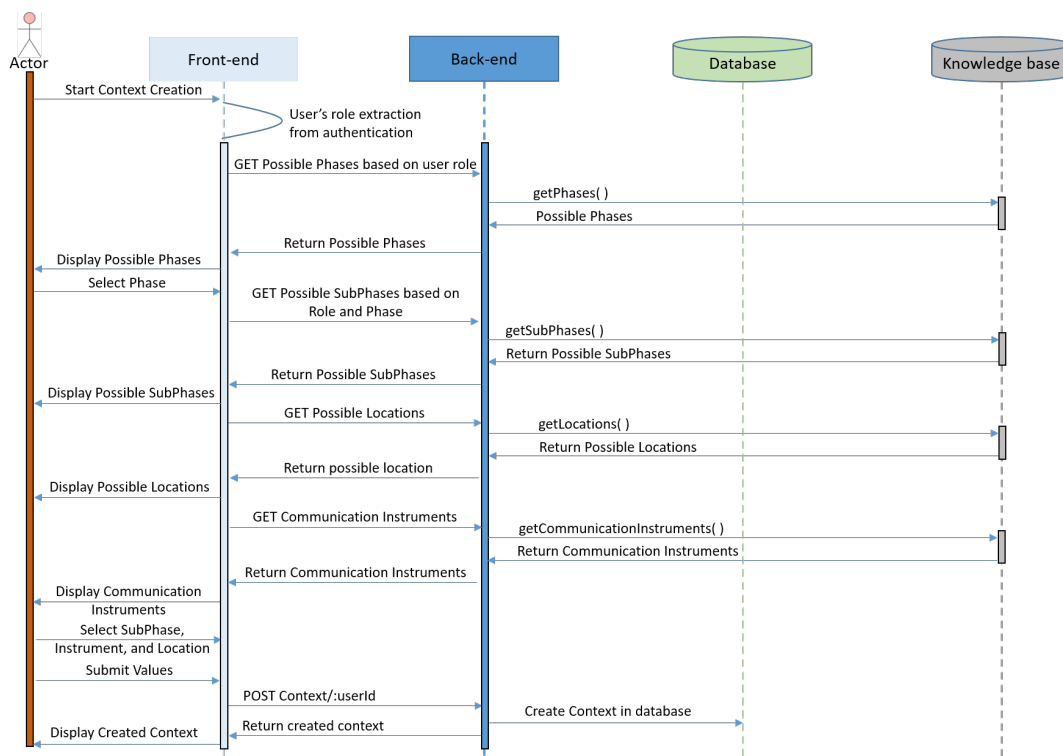 Actor
Front-end
Back-end
Database
Knowledge base
Start Context Creation
User's role extraction
from authentication
GET Possible Phases based on user role
getPhases( )
Possible Phases
Return Possible Phases
Display Possible Phases
Select Phase
GET Possible SubPhases based on
Role and Phase
getSubPhases( )
Return Possible SubPhases
Return Possible SubPhases
Display Possible SubPhases
GET Possible Locations
getLocations( )
Return Possible Locations
Return possible location
Display Possible Locations
GET Communication Instruments
getCommunicationInstruments( )
Return Communication Instruments
Return Communication Instruments
Display Communication
Instruments
Select SubPhase,
Instrument, and Location
Submit Values
POST Context/:userId
Create Context in database
Return created context
Display Created Context